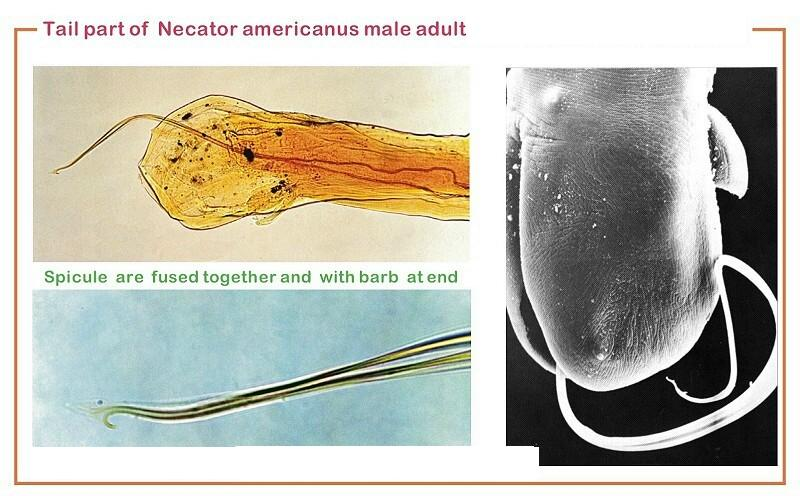 Tail part of Necator americanus male adult
Spicule are fused together and with barb at end